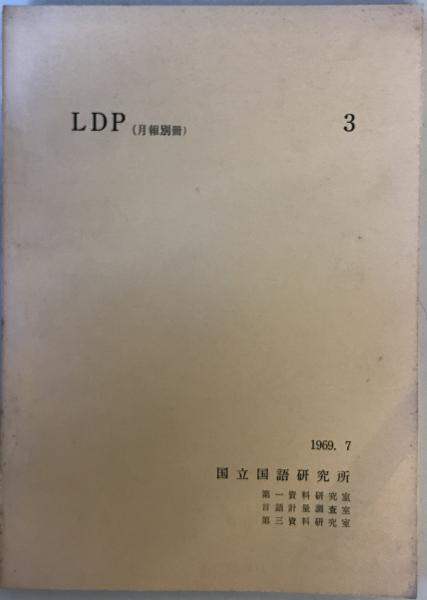 LDP (月報別冊) 3
1969. 7
国立国語研究所
第一資料研究室
言語計量調査室
第三資料研究室